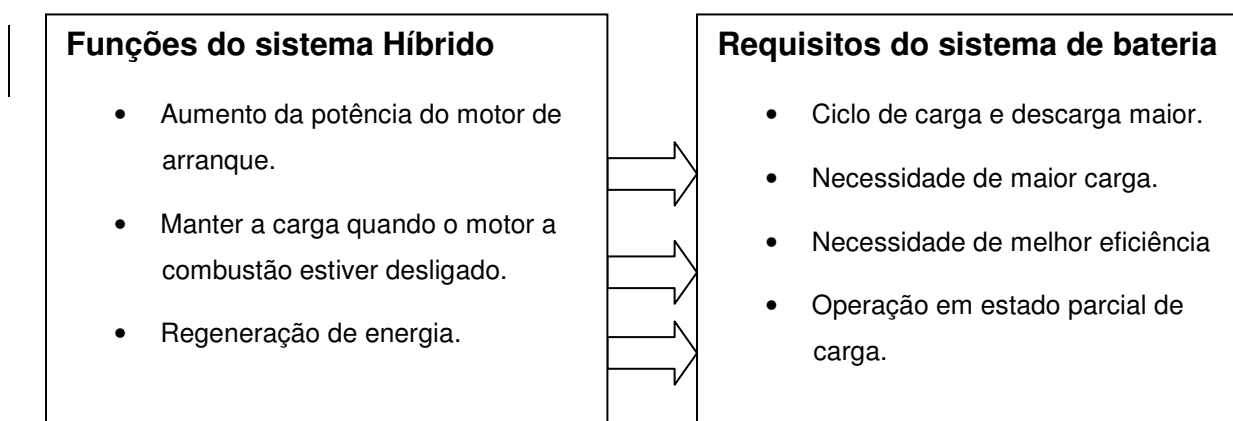 Funções do sistema Híbrido
• Aumento da potência do motor de
arranque.
• Manter a carga quando o motor a
combustão estiver desligado.
• Regeneração de energia.
Requisitos do sistema de bateria
• Ciclo de carga e descarga maior.
• Necessidade de maior carga.
• Necessidade de melhor eficiência
• Operação em estado parcial de
carga.